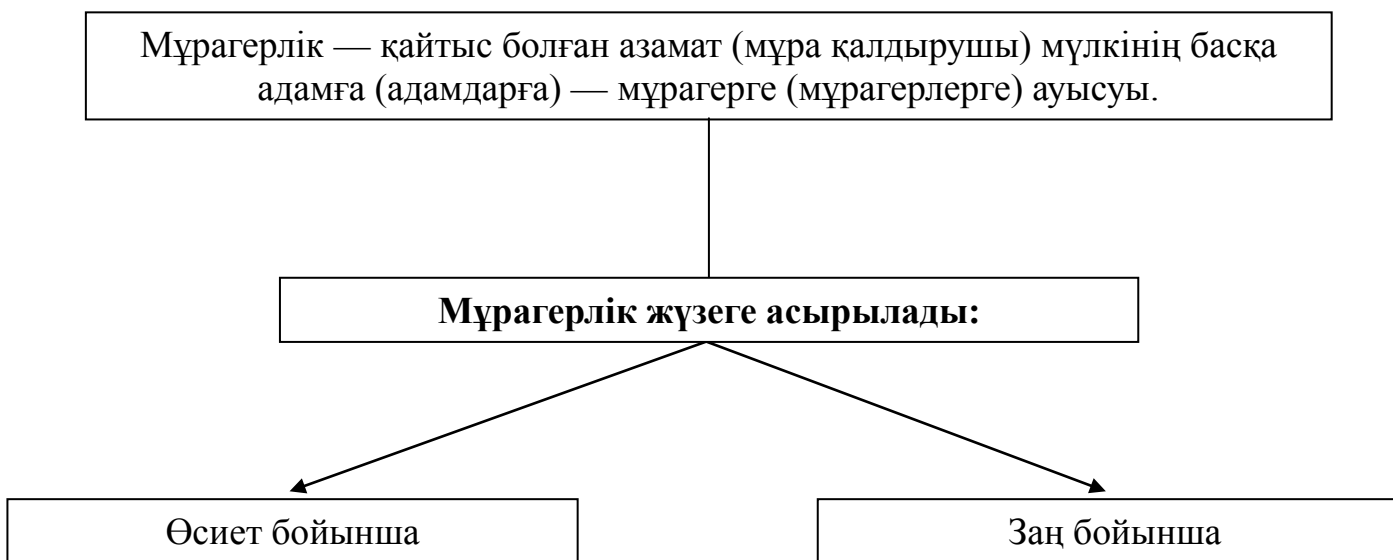 Мұрагерлік — қайтыс болған азамат (мұра қалдырушы) мүлкінің басқа
адамға (адамдарға) — мұрагерге (мұрагерлерге) ауысуы.
Мұрагерлік жүзеге асырылады:
Өсиет бойынша
Заң бойынша